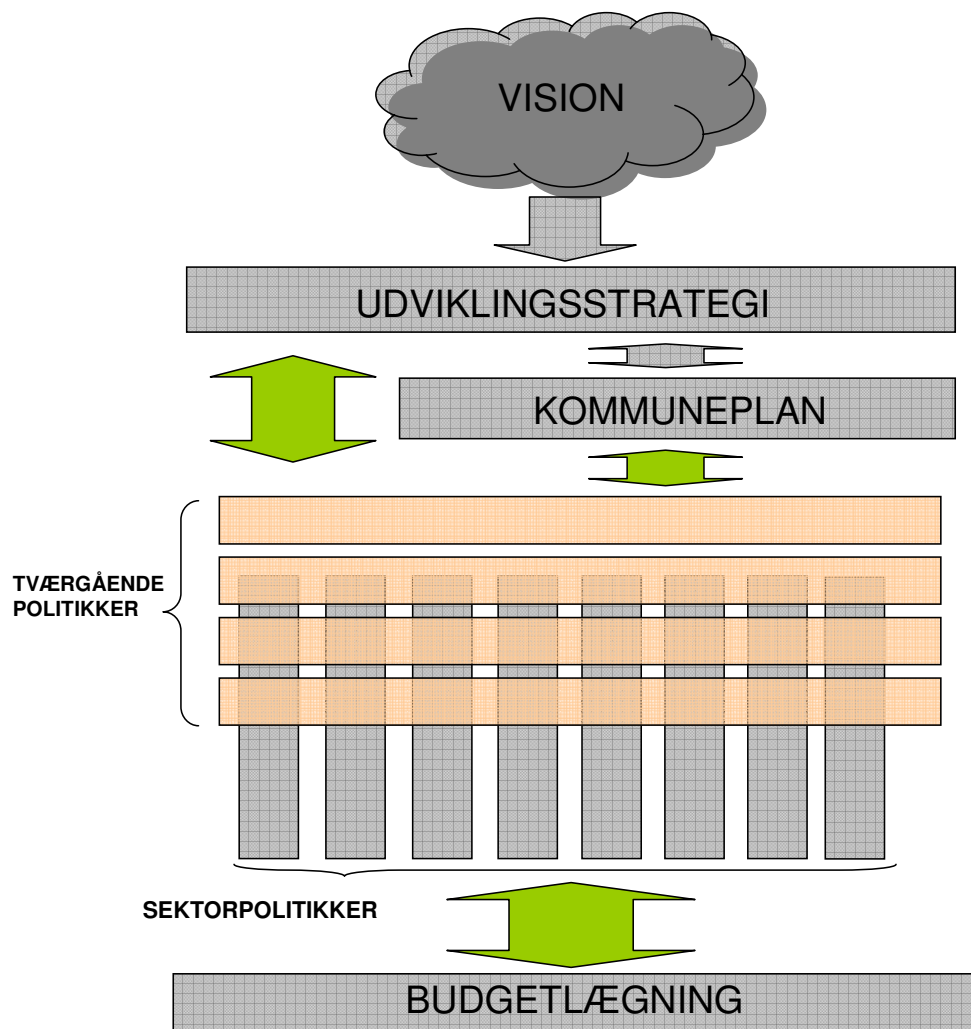 VISION
UDVIKLINGSSTRATEGI
KOMMUNEPLAN
TVÆRGÅENDE
POLITIKKER
SEKTORPOLITIKKER
BUDGETLÆGNING